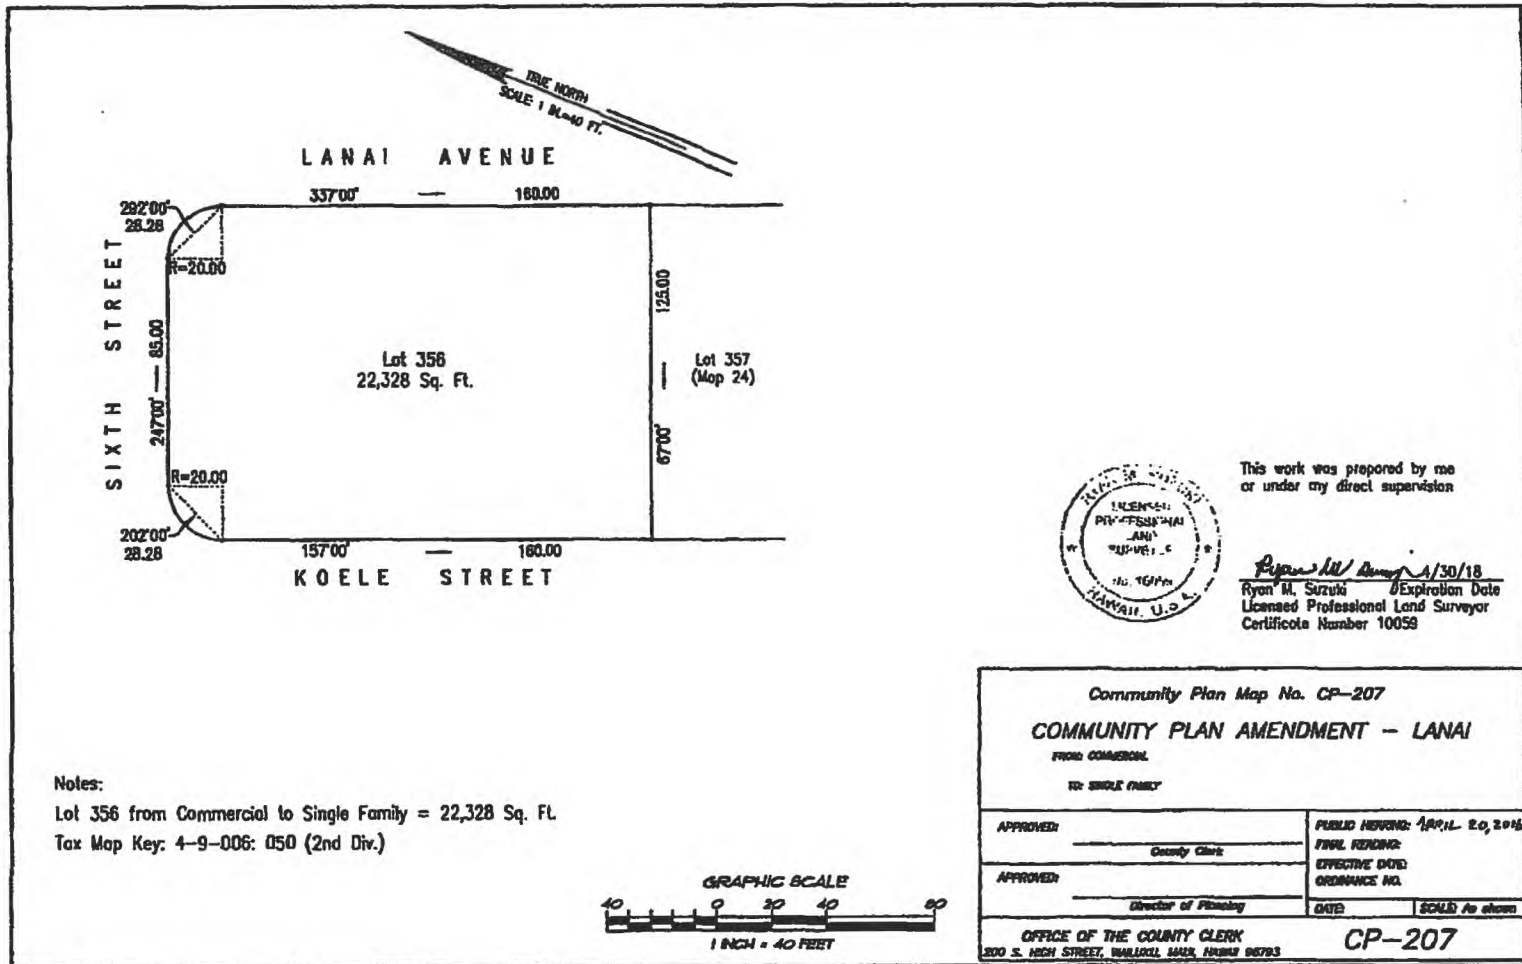 TRUE NORTH
SCALE: 1 IN.=40 FT.
LANAI AVENUE
337°00' — 160.00
292°00'
28.28
R=20.00
SIXTH STREET
247°00' — 85.00
125.00
—
67°00'
Lot 356
22,328 Sq. Ft.
Lot 357
(Map 24)
R=20.00
202°00'
28.28
157°00' — 160.00
KOELE STREET
LICENSED
PROFESSIONAL
LAND
HAWAII, U.S.A.
This work was prepared by me
or under my direct supervision
4/30/18
Ryan M. Suzuki Expiration Date
Licensed Professional Land Surveyor
Certificate Number 10059
Community Plan Map No. CP-207
COMMUNITY PLAN AMENDMENT - LANAI
FROM: COMMERCIAL
TO: SINGLE FAMILY
APPROVED:
County Clerk
APPROVED:
Director of Planning
PUBLIC HEARING: APRIL 20, 2016
FINAL READING:
EFFECTIVE DATE:
ORDINANCE NO.
DATE: SCALE: As shown
OFFICE OF THE COUNTY CLERK
200 S. HIGH STREET, WAILUKU, MAUI, HAWAII 96793
CP-207
Notes:
Lot 356 from Commercial to Single Family = 22,328 Sq. Ft.
Tax Map Key: 4-9-006: 050 (2nd Div.)
GRAPHIC SCALE
40 0 20 40 80
1 INCH = 40 FEET